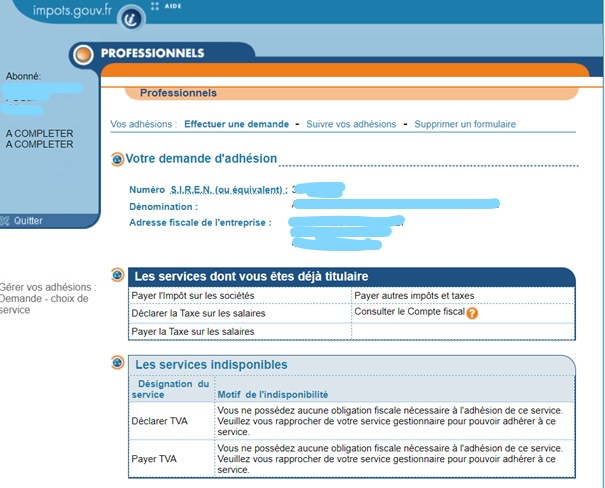 impots.gouv.fr
AIDE
PROFESSIONNELS
Abonné:
A COMPLETER
A COMPLETER
Quitter
Gérer vos adhésions :
Demande - choix de
service
Professionnels
Vos adhésions : Effectuer une demande - Suivre vos adhésions - Supprimer un formulaire
Votre demande d'adhésion
Numéro S.I.R.E.N. (ou équivalent) :
Dénomination :
Adresse fiscale de l'entreprise :
Les services dont vous êtes déjà titulaire
Payer l'Impôt sur les sociétés Payer autres impôts et taxes
Déclarer la Taxe sur les salaires Consulter le Compte fiscal ?
Payer la Taxe sur les salaires
Les services indisponibles
Désignation du
service
Motif de l'indisponibilité
Déclarer TVA
Vous ne possédez aucune obligation fiscale nécessaire à l'adhésion de ce service.
Veuillez vous rapprocher de votre service gestionnaire pour pouvoir adhérer à ce
service.
Payer TVA
Vous ne possédez aucune obligation fiscale nécessaire à l'adhésion de ce service.
Veuillez vous rapprocher de votre service gestionnaire pour pouvoir adhérer à ce
service.